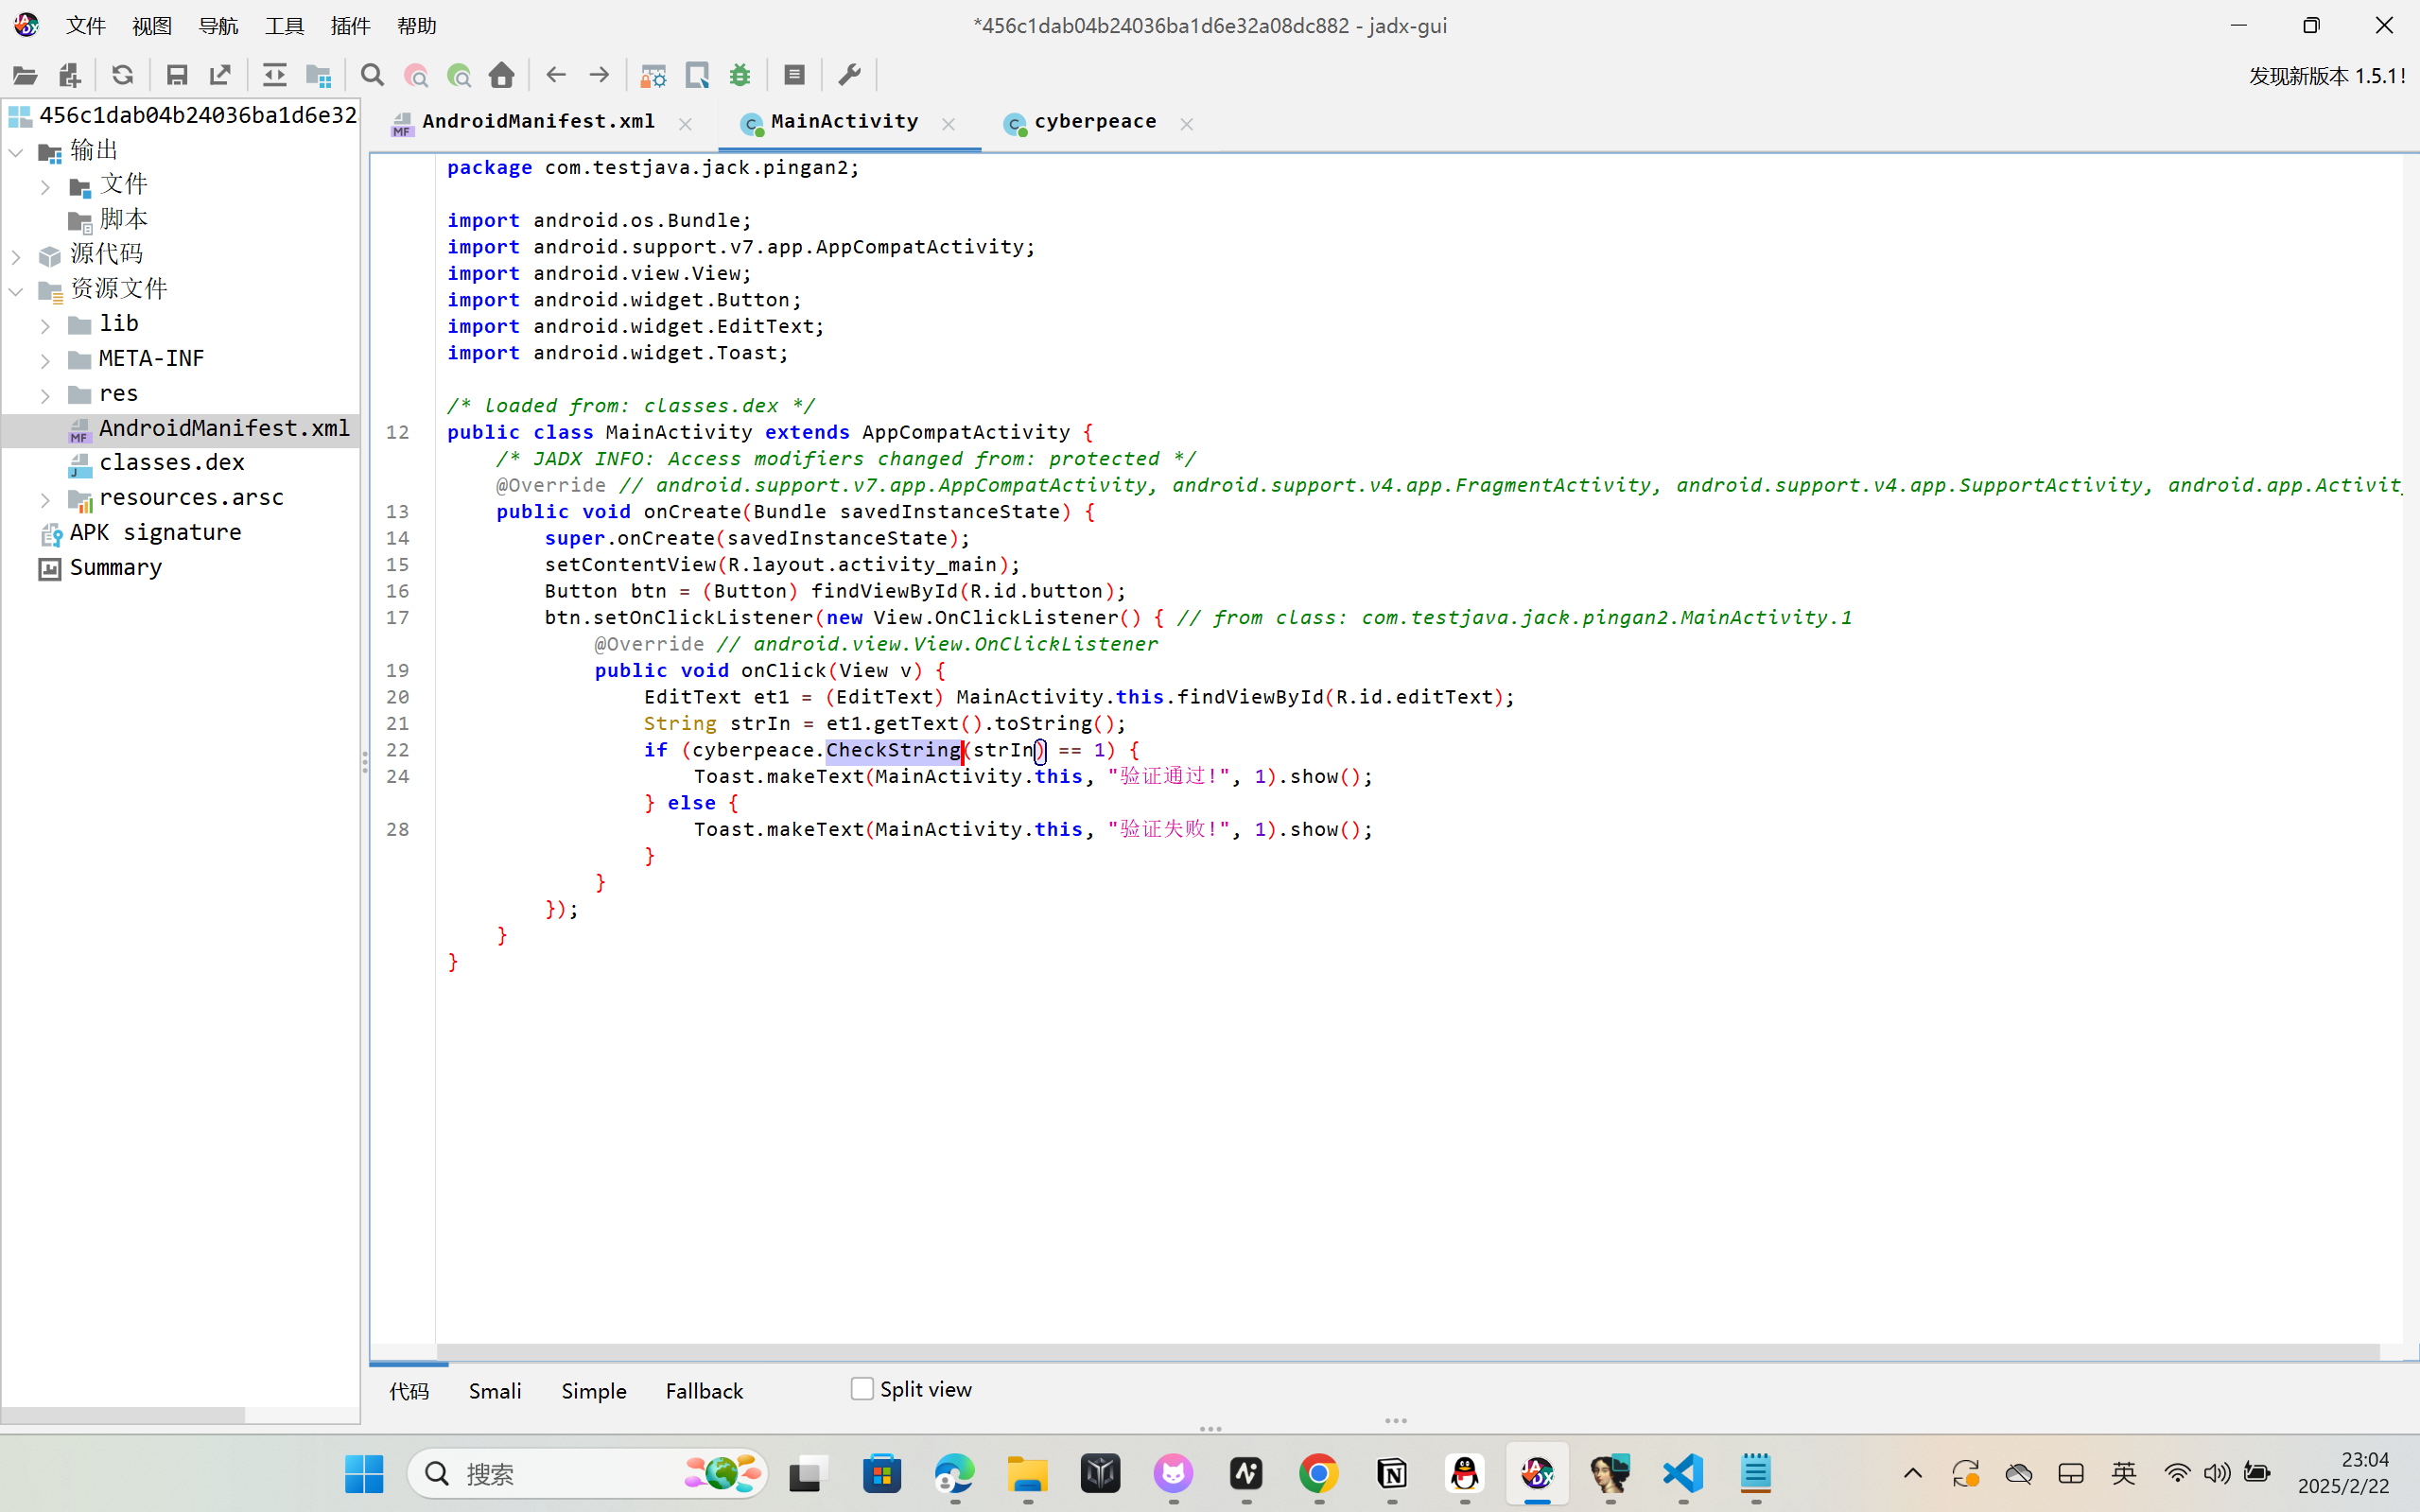 文件 视图 导航 工具 插件 帮助
*456c1dab04b24036ba1d6e32a08dc882 - jadx-gui
发现新版本 1.5.1!
456c1dab04b24036ba1d6e32
输出
文件
脚本
源代码
资源文件
lib
META-INF
res
AndroidManifest.xml
classes.dex
resources.arsc
APK signature
Summary
AndroidManifest.xml MainActivity cyberpeace
package com.testjava.jack.pingan2;
import android.os.Bundle;
import android.support.v7.app.AppCompatActivity;
import android.view.View;
import android.widget.Button;
import android.widget.EditText;
import android.widget.Toast;
/* loaded from: classes.dex */
12 public class MainActivity extends AppCompatActivity {
/* JADX INFO: Access modifiers changed from: protected */
@Override // android.support.v7.app.AppCompatActivity, android.support.v4.app.FragmentActivity, android.support.v4.app.SupportActivity, android.app.Activit
13 public void onCreate(Bundle savedInstanceState) {
14 super.onCreate(savedInstanceState);
15 setContentView(R.layout.activity_main);
16 Button btn = (Button) findViewById(R.id.button);
17 btn.setOnClickListener(new View.OnClickListener() { // from class: com.testjava.jack.pingan2.MainActivity.1
@Override // android.view.View.OnClickListener
19 public void onClick(View v) {
20 EditText et1 = (EditText) MainActivity.this.findViewById(R.id.editText);
21 String strIn = et1.getText().toString();
22 if (cyberpeace.CheckString(strIn) == 1) {
24 Toast.makeText(MainActivity.this, "验证通过!", 1).show();
} else {
28 Toast.makeText(MainActivity.this, "验证失败!", 1).show();
}
}
});
}
}
代码 Smali Simple Fallback Split view
搜索
英
23:04
2025/2/22